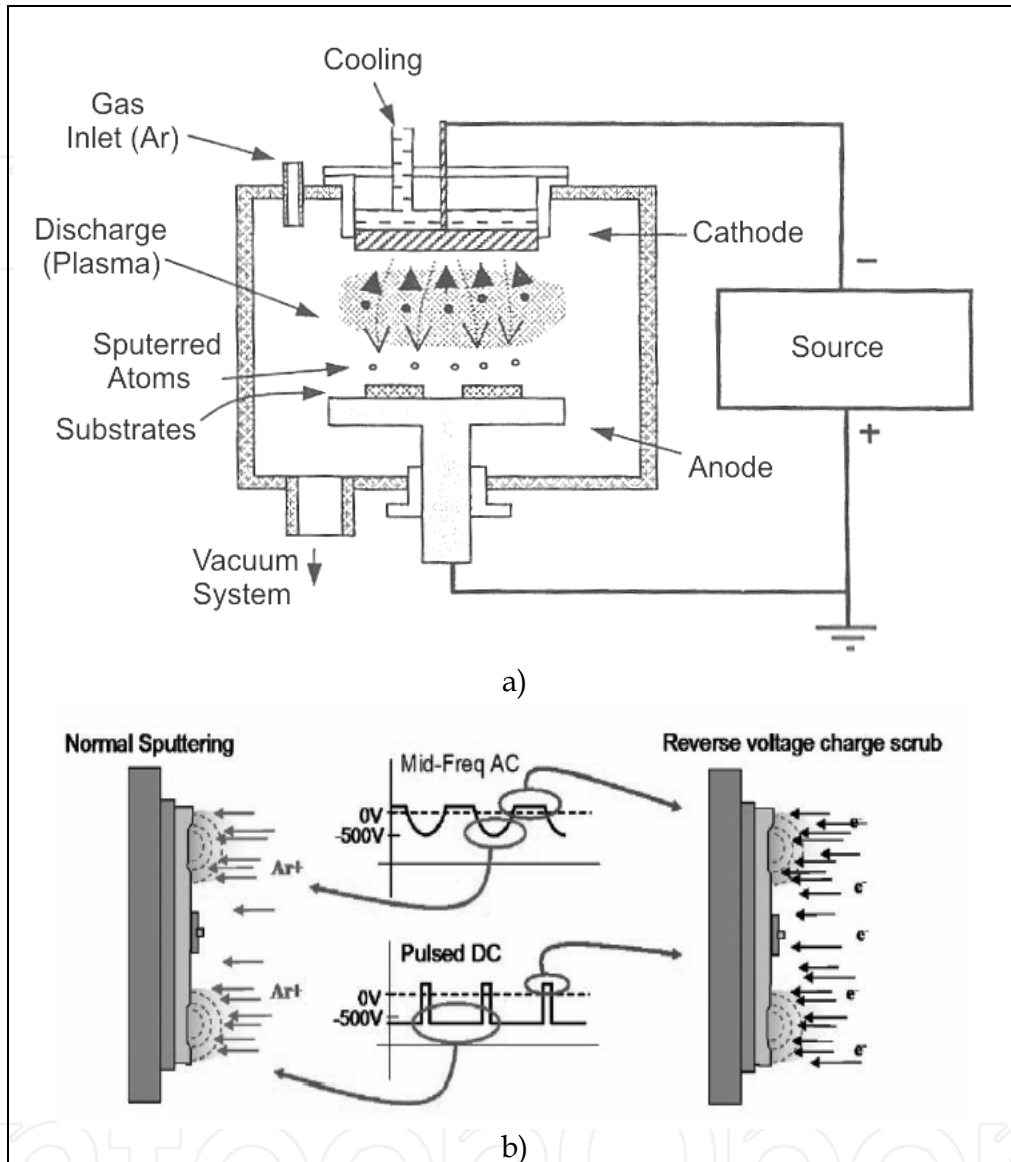 Cooling
Gas
Inlet (Ar)
Discharge
(Plasma)
Cathode
−
Source
Sputerred
Atoms
Substrates
+
Anode
Vacuum
System
a)
Normal Sputtering
Reverse voltage charge scrub
Mid-Freq AC
0V
-500V
Ar+
Ar+
Pulsed DC
0V
-500V
e-
e-
e-
e-
e-
b)